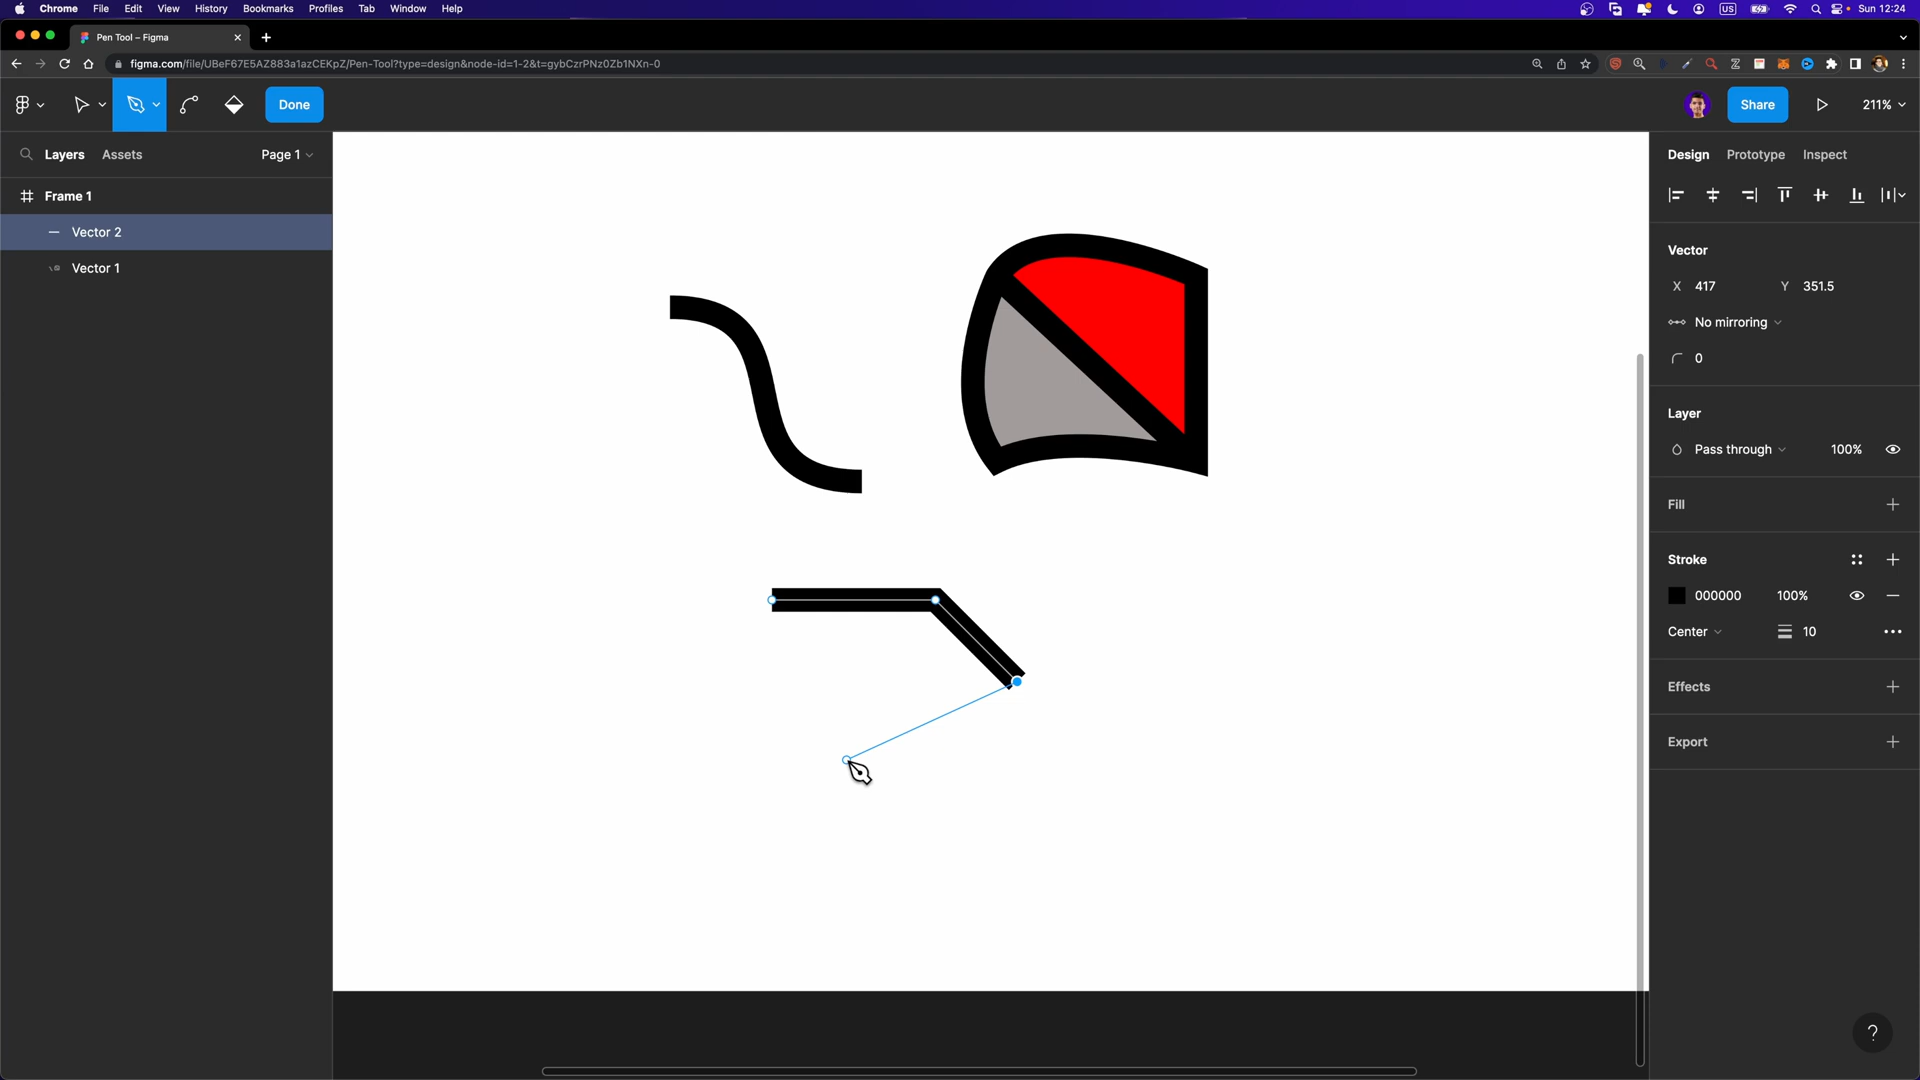 Chrome File Edit View History Bookmarks Profiles Tab Window Help US Sun 12:24
Pen Tool – Figma
figma.com/file/UBeF67E5AZ883a1azCEKpZ/Pen-Tool?type=design&node-id=1-2&t=gybCzrPNz0Zb1NXn-0
Done Share 211%
Layers Assets Page 1
Design Prototype Inspect
Frame 1
Vector 2
Vector 1
Vector
X 417 Y 351.5
No mirroring
0
Layer
Pass through 100%
Fill
Stroke
000000 100%
Center 10
Effects
Export
?